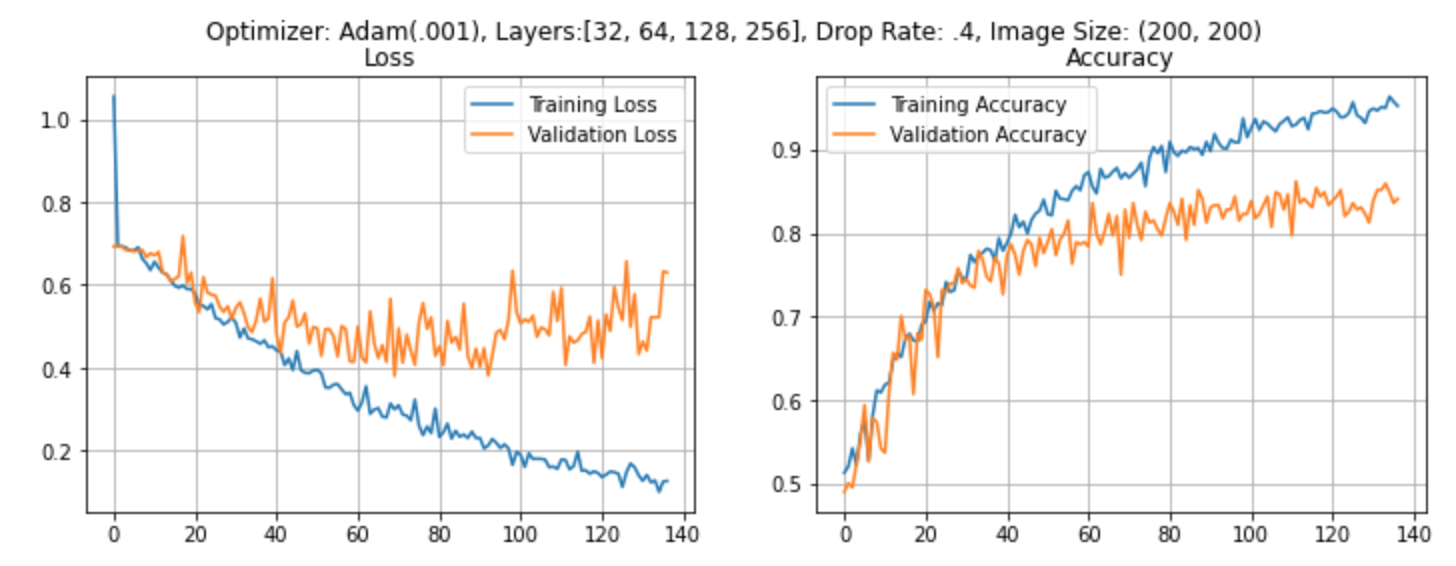 Optimizer: Adam(.001), Layers:[32, 64, 128, 256], Drop Rate: .4, Image Size: (200, 200)
Loss
Training Loss
Validation Loss
1.0
0.8
0.6
0.4
0.2
0 20 40 60 80 100 120 140
Accuracy
Training Accuracy
Validation Accuracy
0.9
0.8
0.7
0.6
0.5
0 20 40 60 80 100 120 140